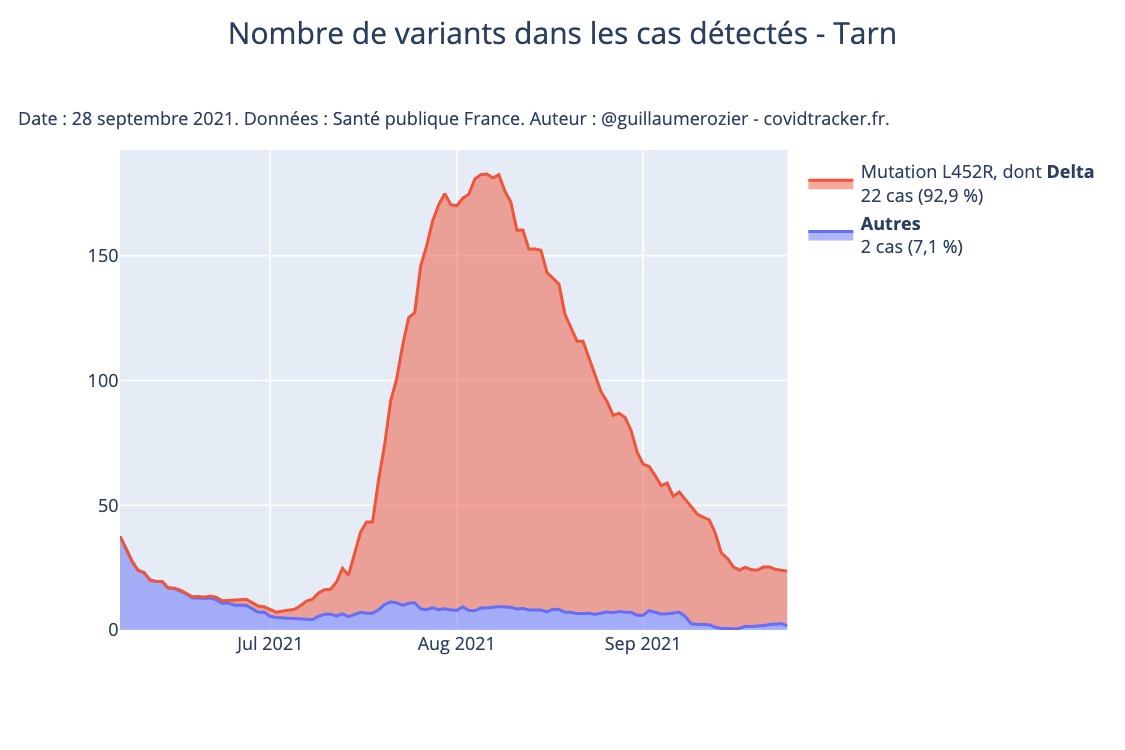 Nombre de variants dans les cas détectés - Tarn
Date : 28 septembre 2021. Données : Santé publique France. Auteur : @guillaumerozier - covidtracker.fr.
Mutation L452R, dont Delta
22 cas (92,9 %)
Autres
2 cas (7,1 %)
150
100
50
0
Jul 2021
Aug 2021
Sep 2021